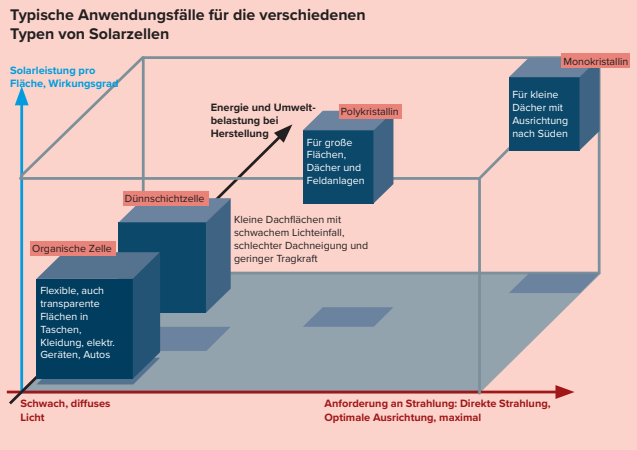 Typische Anwendungsfälle für die verschiedenen
Typen von Solarzellen
Solarleistung pro
Fläche, Wirkungsgrad
Monokristallin
Für kleine
Dächer mit
Ausrichtung
nach Süden
Energie und Umwelt-
belastung bei
Herstellung
Polykristallin
Für große
Flächen,
Dächer und
Feldanlagen
Dünnschichtzelle
Kleine Dachflächen mit
schwachem Lichteinfall,
schlechter Dachneigung und
geringer Tragkraft
Organische Zelle
Flexible, auch
transparente
Flächen in
Taschen,
Kleidung, elektr.
Geräten, Autos
Schwach, diffuses
Licht
Anforderung an Strahlung: Direkte Strahlung,
Optimale Ausrichtung, maximal